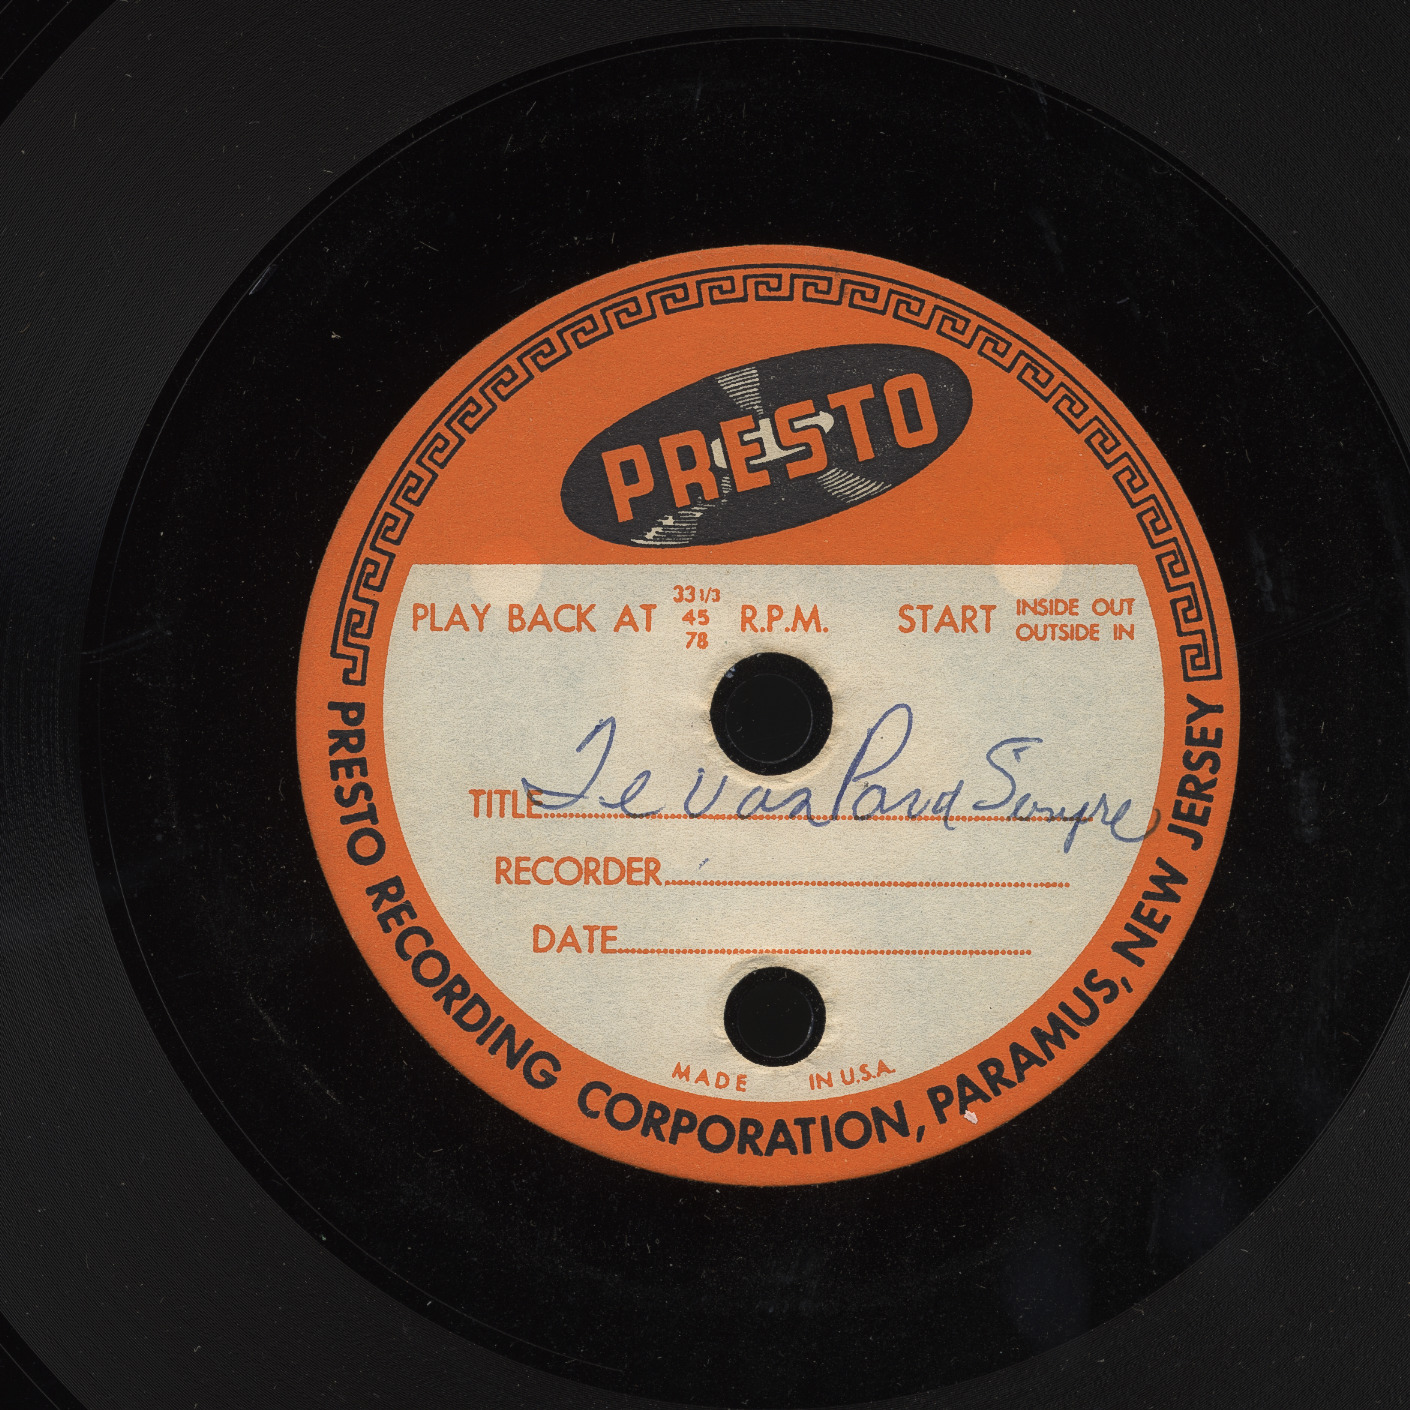 PRESTO
PLAY BACK AT 33 1/3 45 78 R.P.M. START INSIDE OUT OUTSIDE IN
TITLE Te Vas Para Siempre
RECORDER
DATE
MADE IN U.S.A.
PRESTO RECORDING CORPORATION, PARAMUS, NEW JERSEY